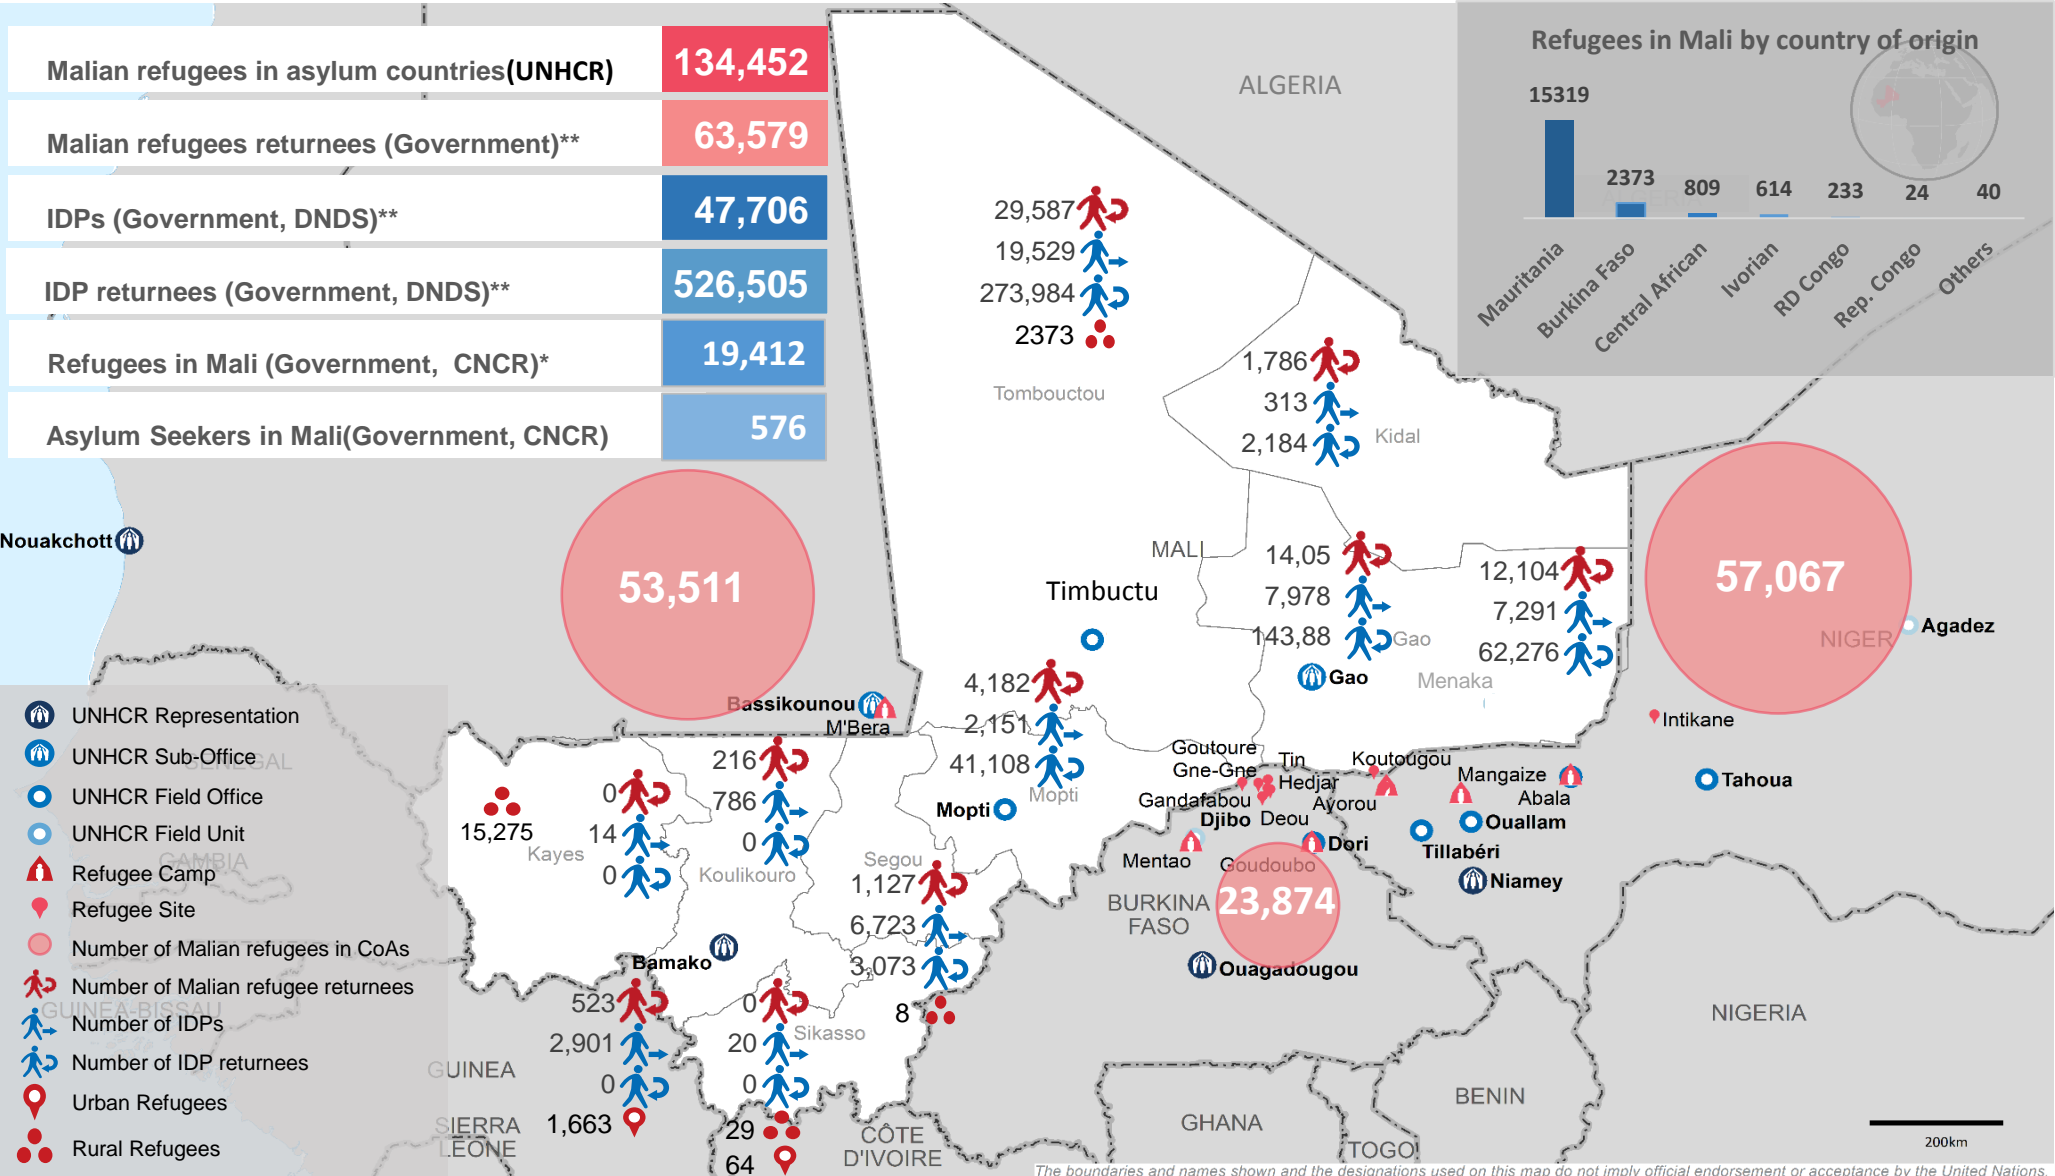 Malian refugees in asylum countries(UNHCR) 134,452
Malian refugees returnees (Government)** 63,579
IDPs (Government, DNDS)** 47,706
IDP returnees (Government, DNDS)** 526,505
Refugees in Mali (Government, CNCR)* 19,412
Asylum Seekers in Mali(Government, CNCR) 576
Refugees in Mali by country of origin
15319
2373
809
614
233
24
40
Mauritania
Burkina Faso
Central African
Ivorian
RD Congo
Rep. Congo
Others
ALGERIA
ALGERIA
29,587
19,529
273,984
2373
Tombouctou
1,786
313
2,184
Kidal
Nouakchott
53,511
MALI
Timbuctu
14,05
7,978
143,88
Gao
Gao
12,104
7,291
62,276
Menaka
57,067
NIGER
Agadez
Bassikounou
M'Bera
4,182
2,151
41,108
Mopti
Mopti
Intikane
Goutoure
Gne-Gne
Tin
Hedjar
Koutougou
Mangaize
Abala
Tahoua
Gandafabou
Ayorou
Djibo
Deou
Ouallam
Mentao
Goudoubo
Dori
Tillabéri
Niamey
BURKINA
FASO
23,874
Ouagadougou
15,275
Kayes
0
14
0
216
786
0
Koulikouro
Segou
1,127
6,723
3,073
8
Bamako
523
2,901
0
1,663
0
20
0
Sikasso
29
64
UNHCR Representation
UNHCR Sub-Office
UNHCR Field Office
UNHCR Field Unit
Refugee Camp
Refugee Site
Number of Malian refugees in CoAs
Number of Malian refugee returnees
Number of IDPs
Number of IDP returnees
Urban Refugees
Rural Refugees
SENEGAL
GAMBIA
GUINEA-BISSAU
GUINEA
SIERRA
LEONE
CÔTE
D'IVOIRE
GHANA
TOGO
BENIN
NIGERIA
200km
The boundaries and names shown and the designations used on this map do not imply official endorsement or acceptance by the United Nations.